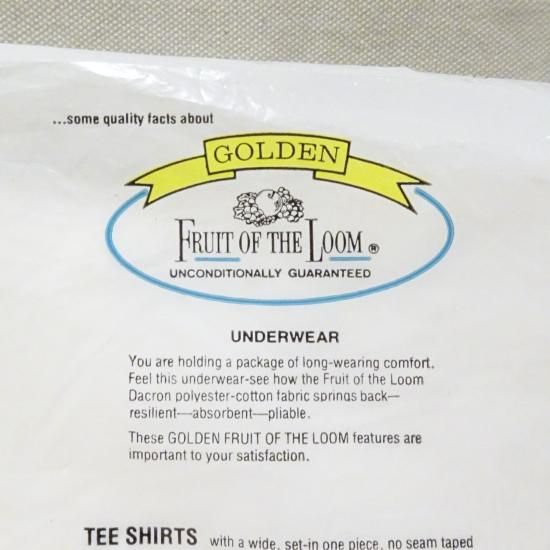 ...some quality facts about
GOLDEN
FRUIT OF THE LOOM ®
UNCONDITIONALLY GUARANTEED
UNDERWEAR
You are holding a package of long-wearing comfort.
Feel this underwear-see how the Fruit of the Loom
Dacron polyester-cotton fabric springs back—
resilient—absorbent—pliable.
These GOLDEN FRUIT OF THE LOOM features are
important to your satisfaction.
TEE SHIRTS with a wide, set-in one piece, no seam taped